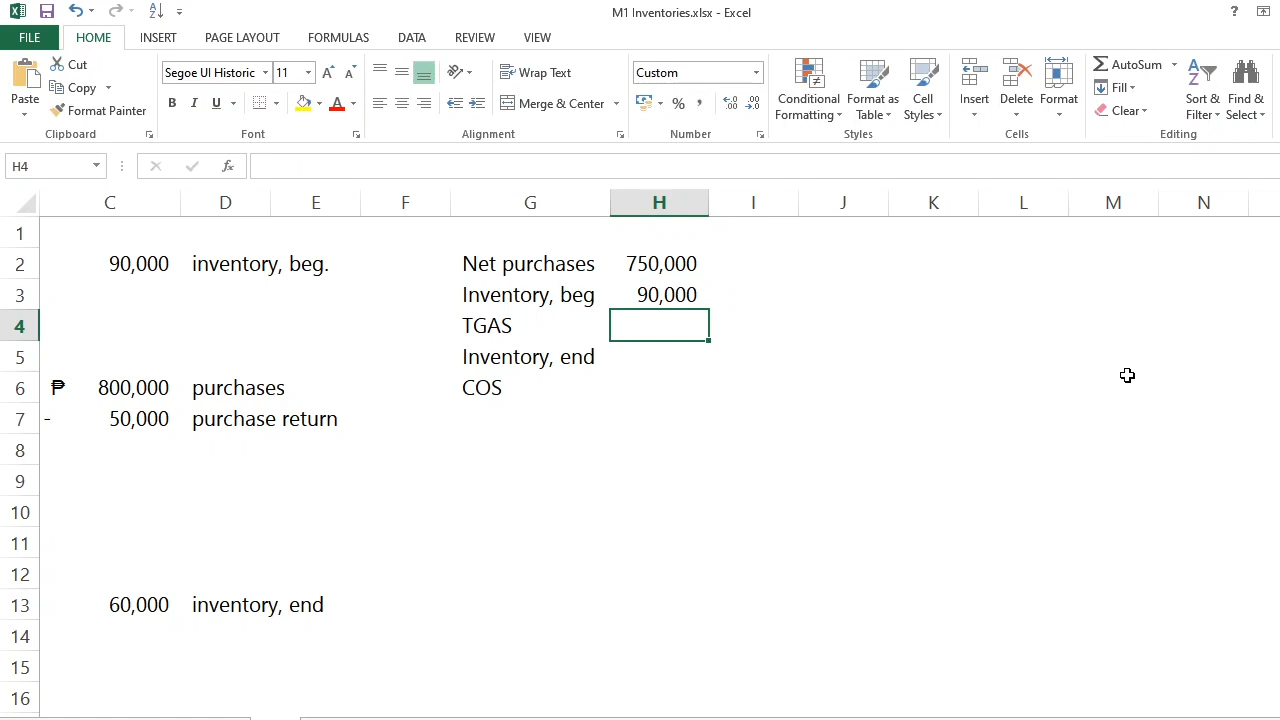 M1 Inventories.xlsx - Excel
?
FILE HOME INSERT PAGE LAYOUT FORMULAS DATA REVIEW VIEW
Paste
Cut
Copy
Format Painter
Clipboard
Segoe UI Historic 11
B I U
Font
Wrap Text
Merge & Center
Alignment
Custom
%
Number
Conditional Formatting
Format as Table
Cell Styles
Styles
Insert
Delete
Format
Cells
AutoSum
Fill
Clear
Sort & Filter
Find & Select
Editing
H4
fx
C D E F G H I J K L M N
1
2 90,000 inventory, beg. Net purchases 750,000
3 Inventory, beg 90,000
4 TGAS
5 Inventory, end
6 ₱ 800,000 purchases COS
7 - 50,000 purchase return
8
9
10
11
12
13 60,000 inventory, end
14
15
16